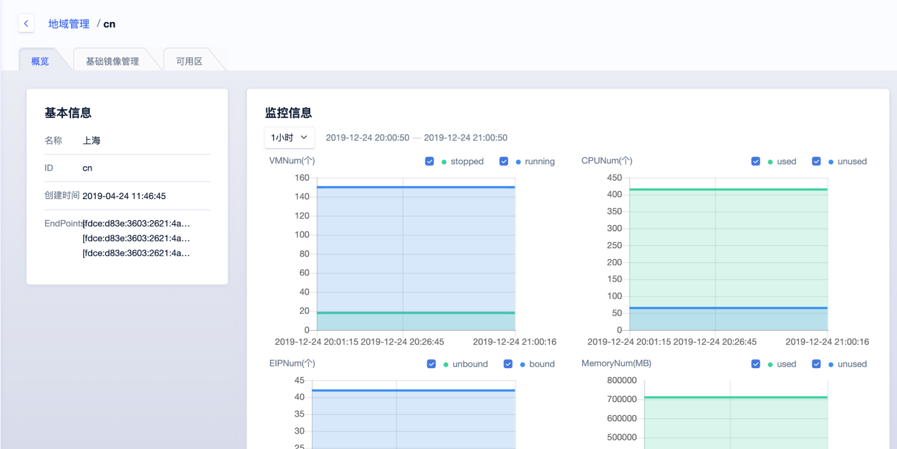 地域管理 / cn
概览 基础镜像管理 可用区
基本信息
名称 上海
ID cn
创建时间 2019-04-24 11:46:45
EndPoints [fdce:d83e:3603:2621:4a...
[fdce:d83e:3603:2621:4a...
[fdce:d83e:3603:2621:4a...
监控信息
1小时 2019-12-24 20:00:50 — 2019-12-24 21:00:50
VMNum(个) stopped running
160
140
120
100
80
60
40
20
0
2019-12-24 20:01:15 2019-12-24 20:26:45 2019-12-24 21:00:16
CPUNum(个) used unused
450
400
350
300
250
200
150
100
50
0
2019-12-24 20:01:15 2019-12-24 20:26:45 2019-12-24 21:00:16
EIPNum(个) unbound bound
45
40
35
30
25
MemoryNum(MB) used unused
800000
700000
600000
500000